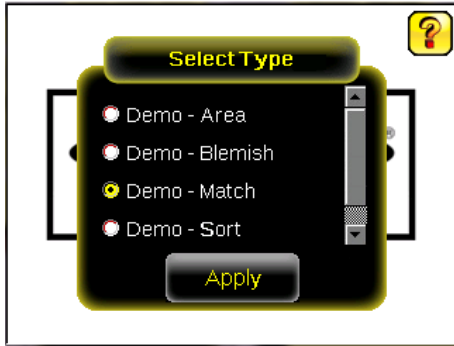 ?
Select Type
Demo - Area
Demo - Blemish
Demo - Match
Demo - Sort
Apply